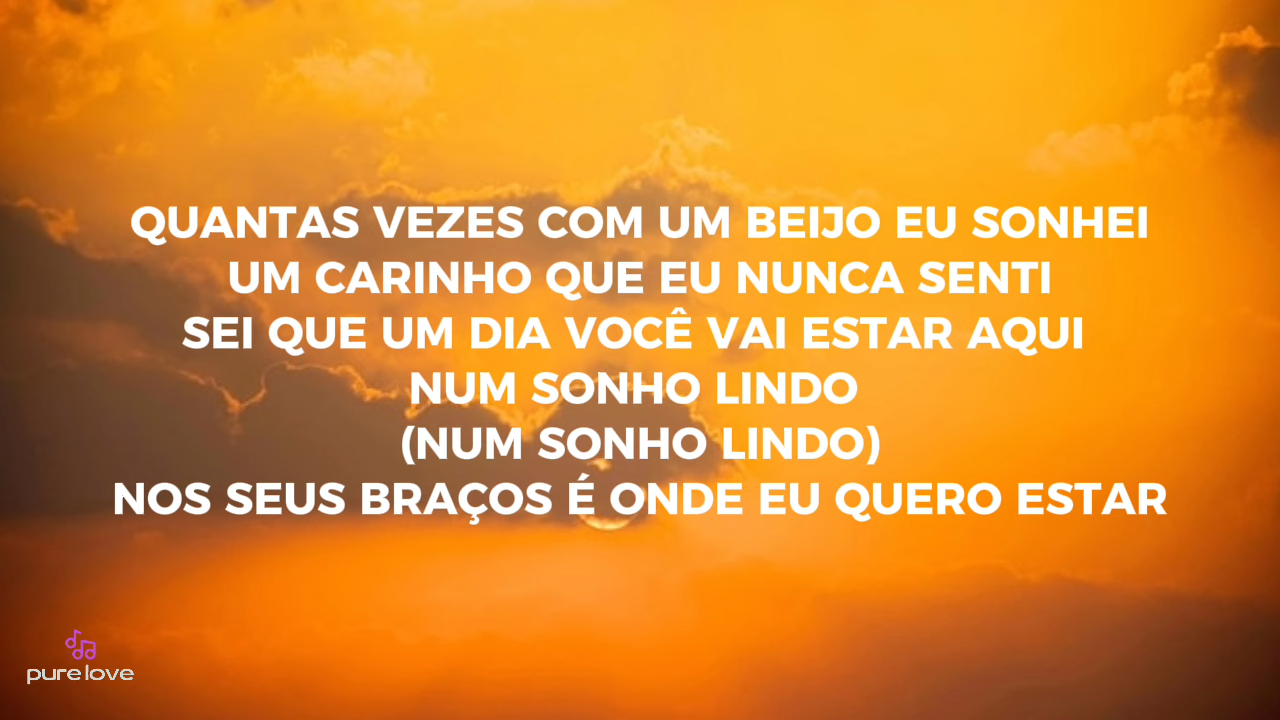 QUANTAS VEZES COM UM BEIJO EU SONHEI
UM CARINHO QUE EU NUNCA SENTI
SEI QUE UM DIA VOCÊ VAI ESTAR AQUI
NUM SONHO LINDO
(NUM SONHO LINDO)
NOS SEUS BRAÇOS É ONDE EU QUERO ESTAR
pure love